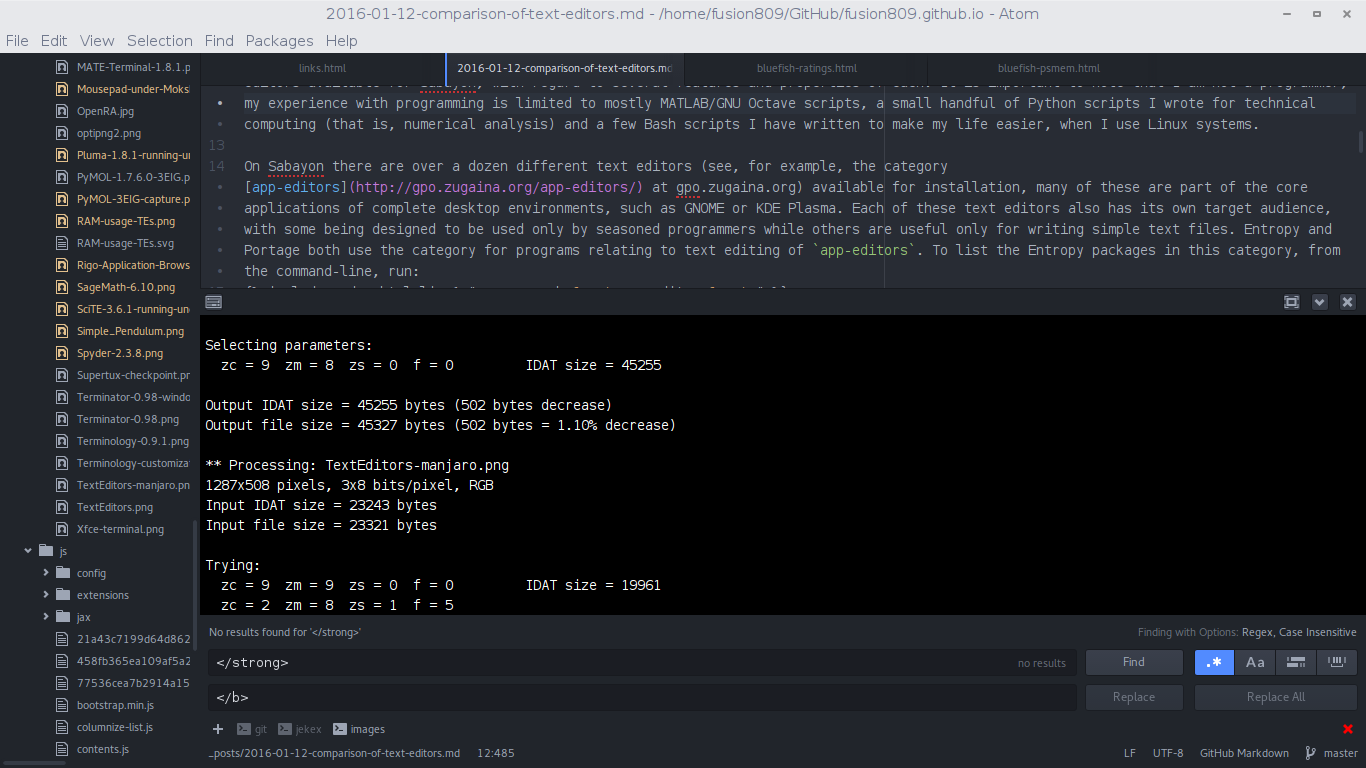 2016-01-12-comparison-of-text-editors.md - /home/fusion809/GitHub/fusion809.github.io - Atom
File Edit View Selection Find Packages Help
MATE-Terminal-1.8.1.p
Mousepad-under-Moks
OpenRA.jpg
optipng2.png
Pluma-1.8.1-running-ur
PyMOL-1.7.6.0-3EIG.p
PyMOL-3EIG-capture.p
RAM-usage-TEs.png
RAM-usage-TEs.svg
Rigo-Application-Brows
SageMath-6.10.png
SciTE-3.6.1-running-un
Simple_Pendulum.png
Spyder-2.3.8.png
Supertux-checkpoint.pr
Terminator-0.98-windo
Terminator-0.98.png
Terminology-0.9.1.png
Terminology-customiza
TextEditors-manjaro.pn
TextEditors.png
Xfce-terminal.png
js
config
extensions
jax
21a43c7199d64d862
458fb365ea109af5a2
77536cea7b2914a15
bootstrap.min.js
columnize-list.js
contents.js
links.html 2016-01-12-comparison-of-text-editors.md bluefish-ratings.html bluefish-psmem.html
my experience with programming is limited to mostly MATLAB/GNU Octave scripts, a small handful of Python scripts I wrote for technical
computing (that is, numerical analysis) and a few Bash scripts I have written to make my life easier, when I use Linux systems.
13
14 On Sabayon there are over a dozen different text editors (see, for example, the category
[app-editors](http://gpo.zugaina.org/app-editors/) at gpo.zugaina.org) available for installation, many of these are part of the core
applications of complete desktop environments, such as GNOME or KDE Plasma. Each of these text editors also has its own target audience,
with some being designed to be used only by seasoned programmers while others are useful only for writing simple text files. Entropy and
Portage both use the category for programs relating to text editing of `app-editors`. To list the Entropy packages in this category, from
the command-line, run:
Selecting parameters:
zc = 9 zm = 8 zs = 0 f = 0 IDAT size = 45255
Output IDAT size = 45255 bytes (502 bytes decrease)
Output file size = 45327 bytes (502 bytes = 1.10% decrease)
** Processing: TextEditors-manjaro.png
1287x508 pixels, 3x8 bits/pixel, RGB
Input IDAT size = 23243 bytes
Input file size = 23321 bytes
Trying:
zc = 9 zm = 9 zs = 0 f = 0 IDAT size = 19961
zc = 2 zm = 8 zs = 1 f = 5
No results found for '</strong>' Finding with Options: Regex, Case Insensitive
</strong> no results Find .* Aa
</b> Replace Replace All
+ git jekex images
_posts/2016-01-12-comparison-of-text-editors.md 12:485 LF UTF-8 GitHub Markdown master